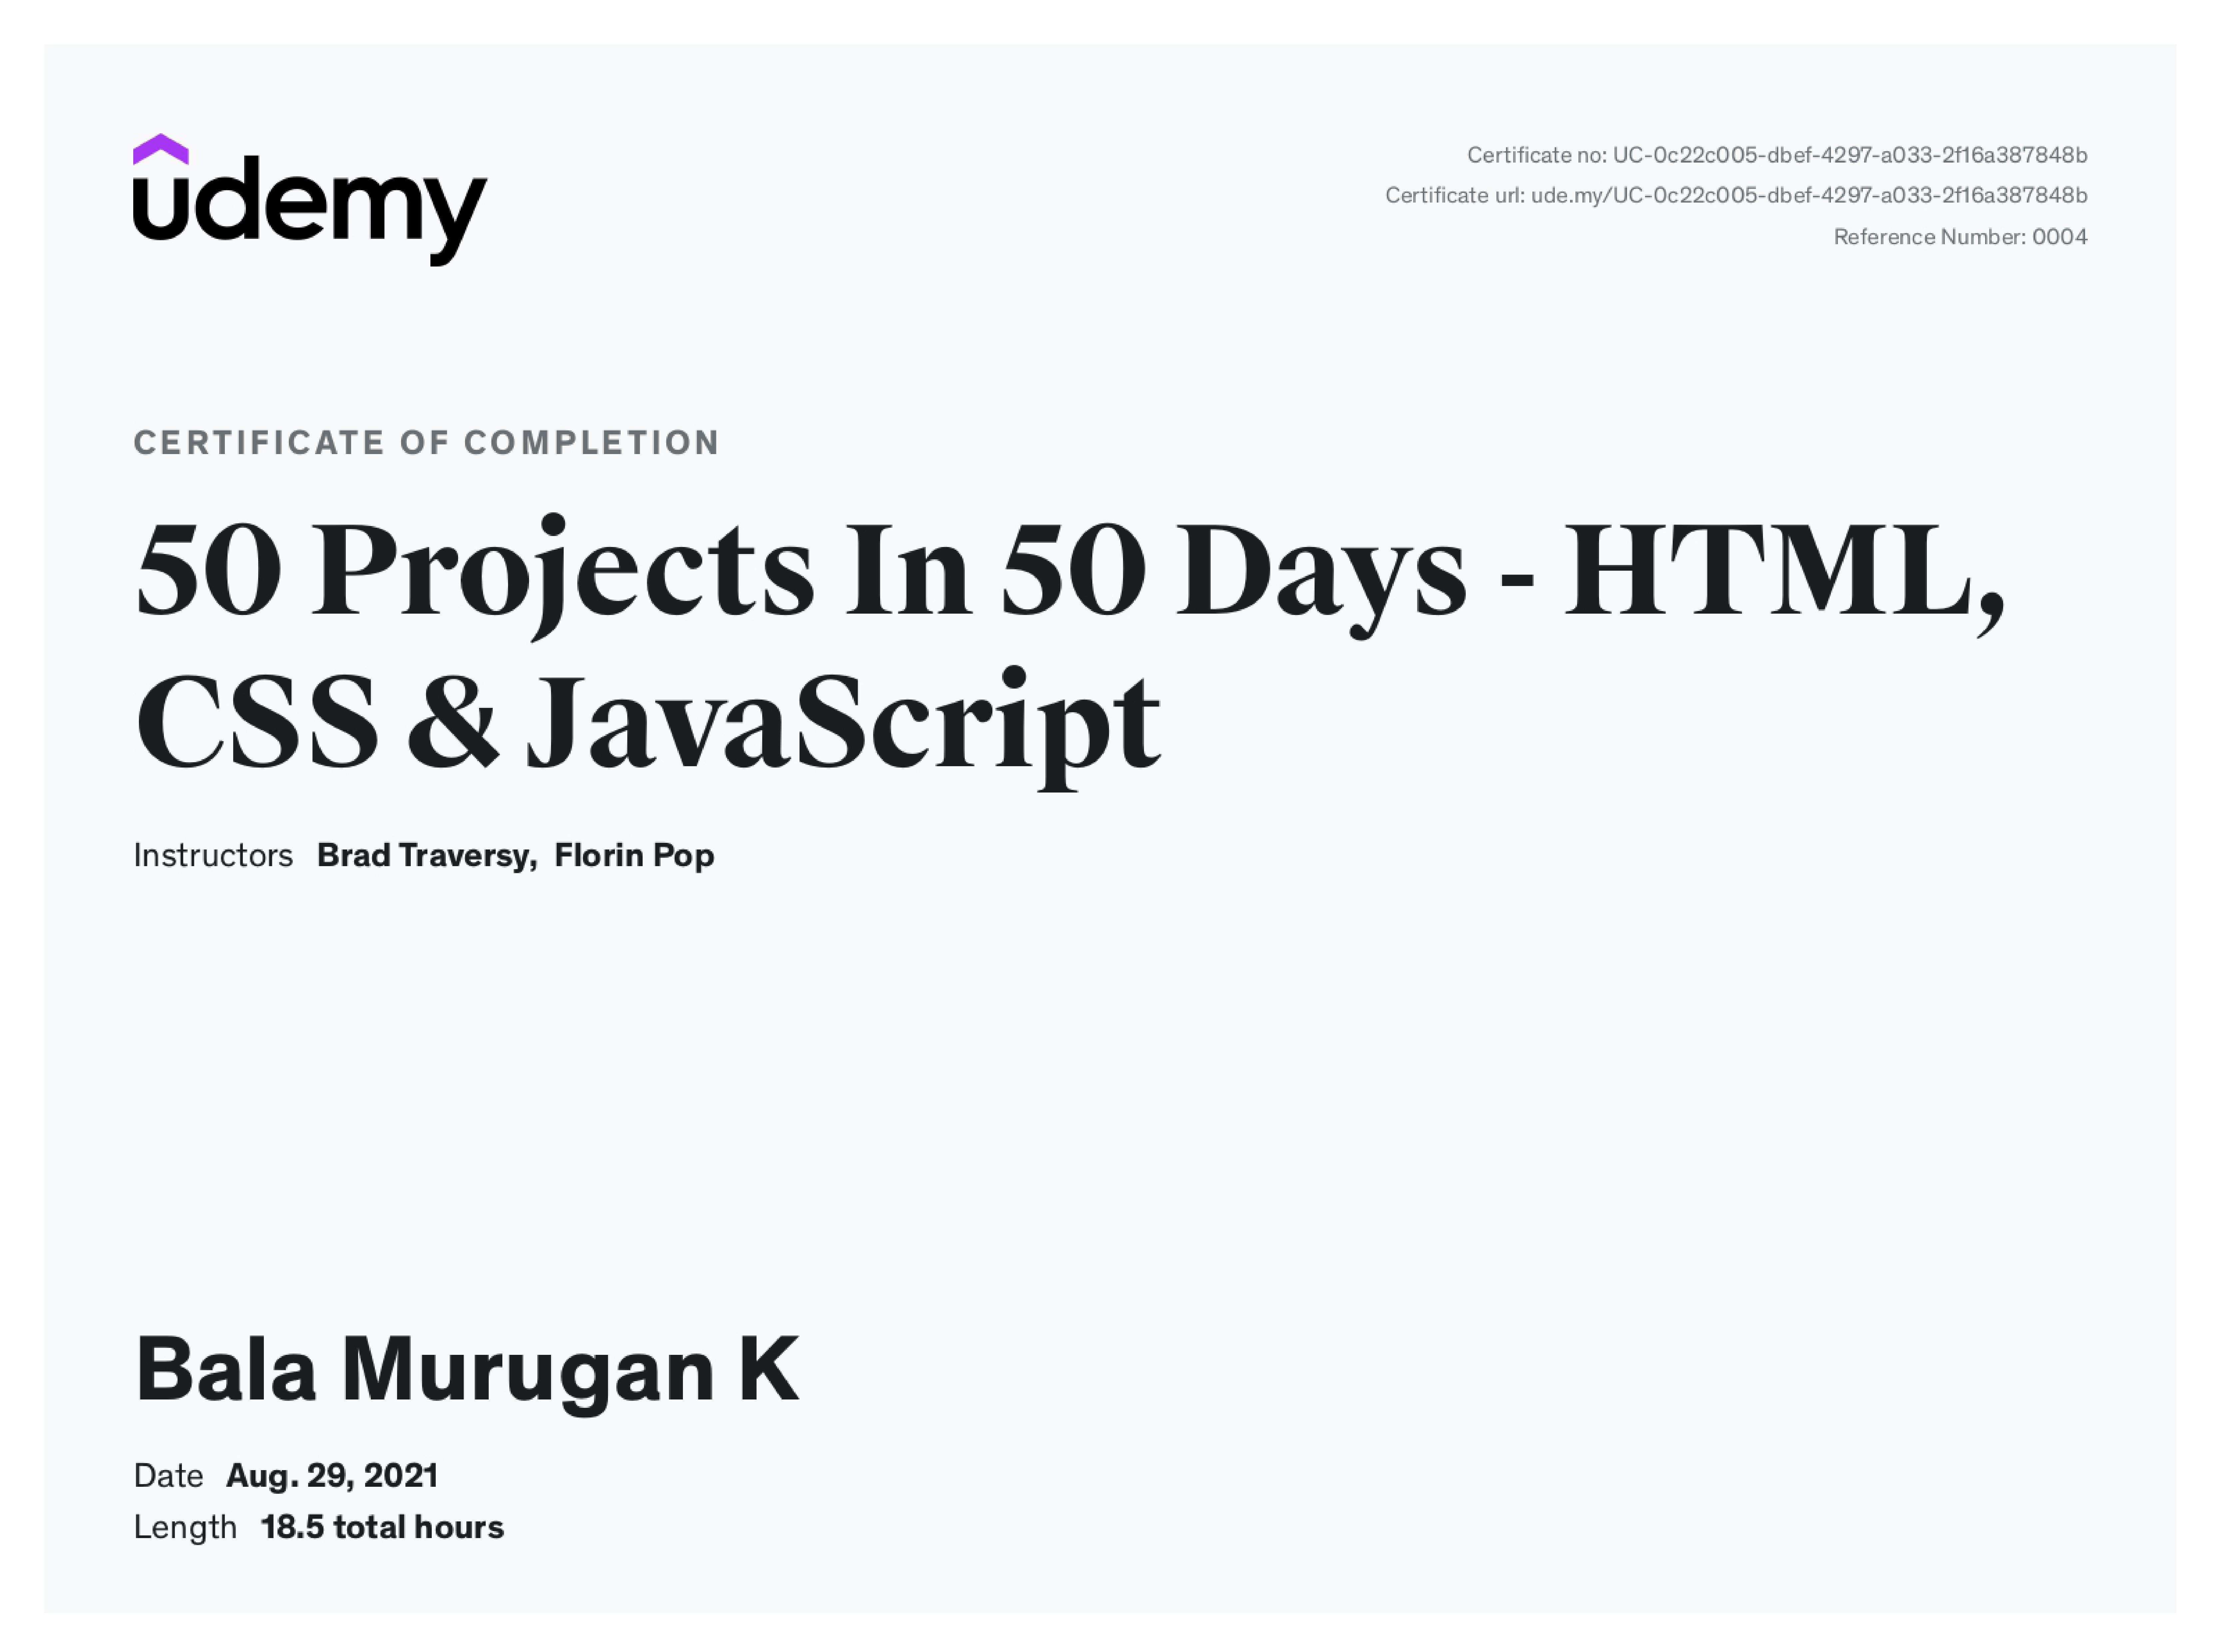 udemy
Certificate no: UC-0c22c005-dbef-4297-a033-2f16a387848b
Certificate url: ude.my/UC-0c22c005-dbef-4297-a033-2f16a387848b
Reference Number: 0004
CERTIFICATE OF COMPLETION
50 Projects In 50 Days - HTML,
CSS & JavaScript
Instructors Brad Traversy, Florin Pop
Bala Murugan K
Date Aug. 29, 2021
Length 18.5 total hours